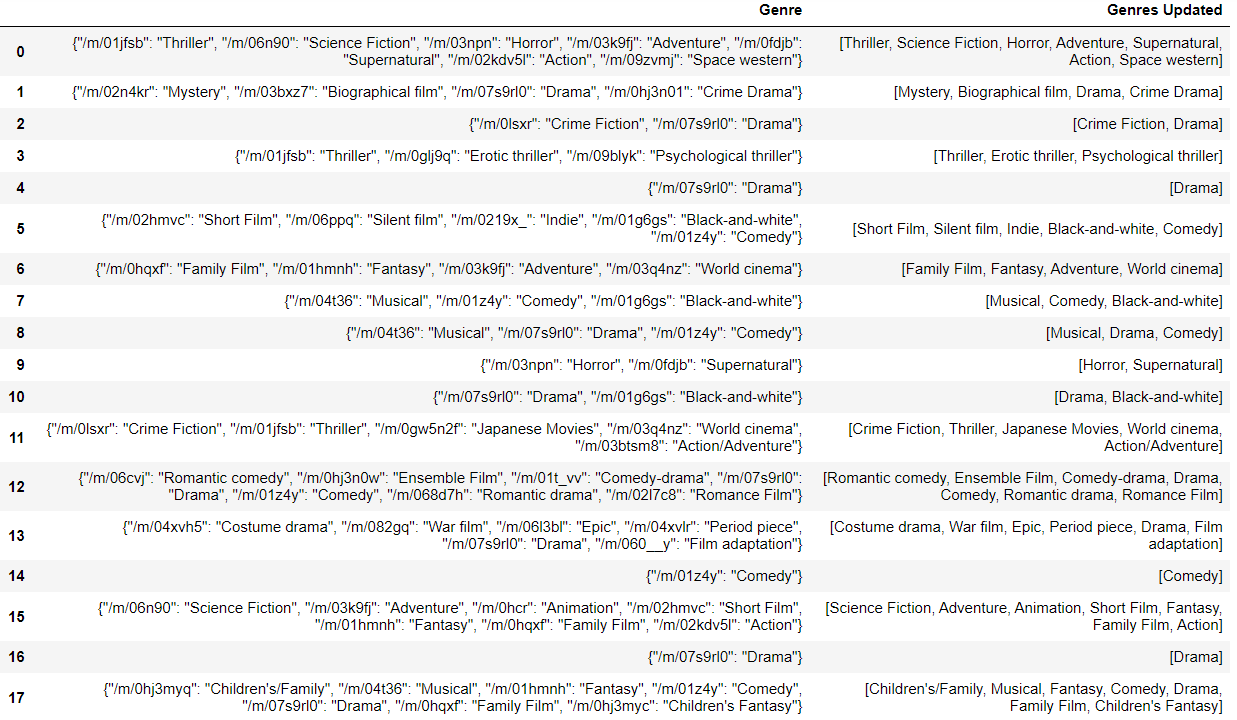 Genre Genres Updated
0 {"/m/01jfsb": "Thriller", "/m/06n90": "Science Fiction", "/m/03npn": "Horror", "/m/03k9fj": "Adventure", "/m/0fdjb": [Thriller, Science Fiction, Horror, Adventure, Supernatural,
"Supernatural", "/m/02kdv5l": "Action", "/m/09zvmj": "Space western"} Action, Space western]
1 {"/m/02n4kr": "Mystery", "/m/03bxz7": "Biographical film", "/m/07s9rl0": "Drama", "/m/0hj3n01": "Crime Drama"} [Mystery, Biographical film, Drama, Crime Drama]
2 {"/m/0lsxr": "Crime Fiction", "/m/07s9rl0": "Drama"} [Crime Fiction, Drama]
3 {"/m/01jfsb": "Thriller", "/m/0glj9q": "Erotic thriller", "/m/09blyk": "Psychological thriller"} [Thriller, Erotic thriller, Psychological thriller]
4 {"/m/07s9rl0": "Drama"} [Drama]
5 {"/m/02hmvc": "Short Film", "/m/06ppq": "Silent film", "/m/0219x_": "Indie", "/m/01g6gs": "Black-and-white", [Short Film, Silent film, Indie, Black-and-white, Comedy]
"/m/01z4y": "Comedy"}
6 {"/m/0hqxf": "Family Film", "/m/01hmnh": "Fantasy", "/m/03k9fj": "Adventure", "/m/03q4nz": "World cinema"} [Family Film, Fantasy, Adventure, World cinema]
7 {"/m/04t36": "Musical", "/m/01z4y": "Comedy", "/m/01g6gs": "Black-and-white"} [Musical, Comedy, Black-and-white]
8 {"/m/04t36": "Musical", "/m/07s9rl0": "Drama", "/m/01z4y": "Comedy"} [Musical, Drama, Comedy]
9 {"/m/03npn": "Horror", "/m/0fdjb": "Supernatural"} [Horror, Supernatural]
10 {"/m/07s9rl0": "Drama", "/m/01g6gs": "Black-and-white"} [Drama, Black-and-white]
11 {"/m/0lsxr": "Crime Fiction", "/m/01jfsb": "Thriller", "/m/0gw5n2f": "Japanese Movies", "/m/03q4nz": "World cinema", [Crime Fiction, Thriller, Japanese Movies, World cinema,
"/m/03btsm8": "Action/Adventure"} Action/Adventure]
12 {"/m/06cvj": "Romantic comedy", "/m/0hj3n0w": "Ensemble Film", "/m/01t_vv": "Comedy-drama", "/m/07s9rl0": [Romantic comedy, Ensemble Film, Comedy-drama, Drama,
"Drama", "/m/01z4y": "Comedy", "/m/068d7h": "Romantic drama", "/m/02l7c8": "Romance Film"} Comedy, Romantic drama, Romance Film]
13 {"/m/04xvh5": "Costume drama", "/m/082gq": "War film", "/m/06l3bl": "Epic", "/m/04xvlr": "Period piece", [Costume drama, War film, Epic, Period piece, Drama, Film
"/m/07s9rl0": "Drama", "/m/060__y": "Film adaptation"} adaptation]
14 {"/m/01z4y": "Comedy"} [Comedy]
15 {"/m/06n90": "Science Fiction", "/m/03k9fj": "Adventure", "/m/0hcr": "Animation", "/m/02hmvc": "Short Film", [Science Fiction, Adventure, Animation, Short Film, Fantasy,
"/m/01hmnh": "Fantasy", "/m/0hqxf": "Family Film", "/m/02kdv5l": "Action"} Family Film, Action]
16 {"/m/07s9rl0": "Drama"} [Drama]
17 {"/m/0hj3myq": "Children's/Family", "/m/04t36": "Musical", "/m/01hmnh": "Fantasy", "/m/01z4y": "Comedy", [Children's/Family, Musical, Fantasy, Comedy, Drama,
"/m/07s9rl0": "Drama", "/m/0hqxf": "Family Film", "/m/0hj3myc": "Children's Fantasy"} Family Film, Children's Fantasy]